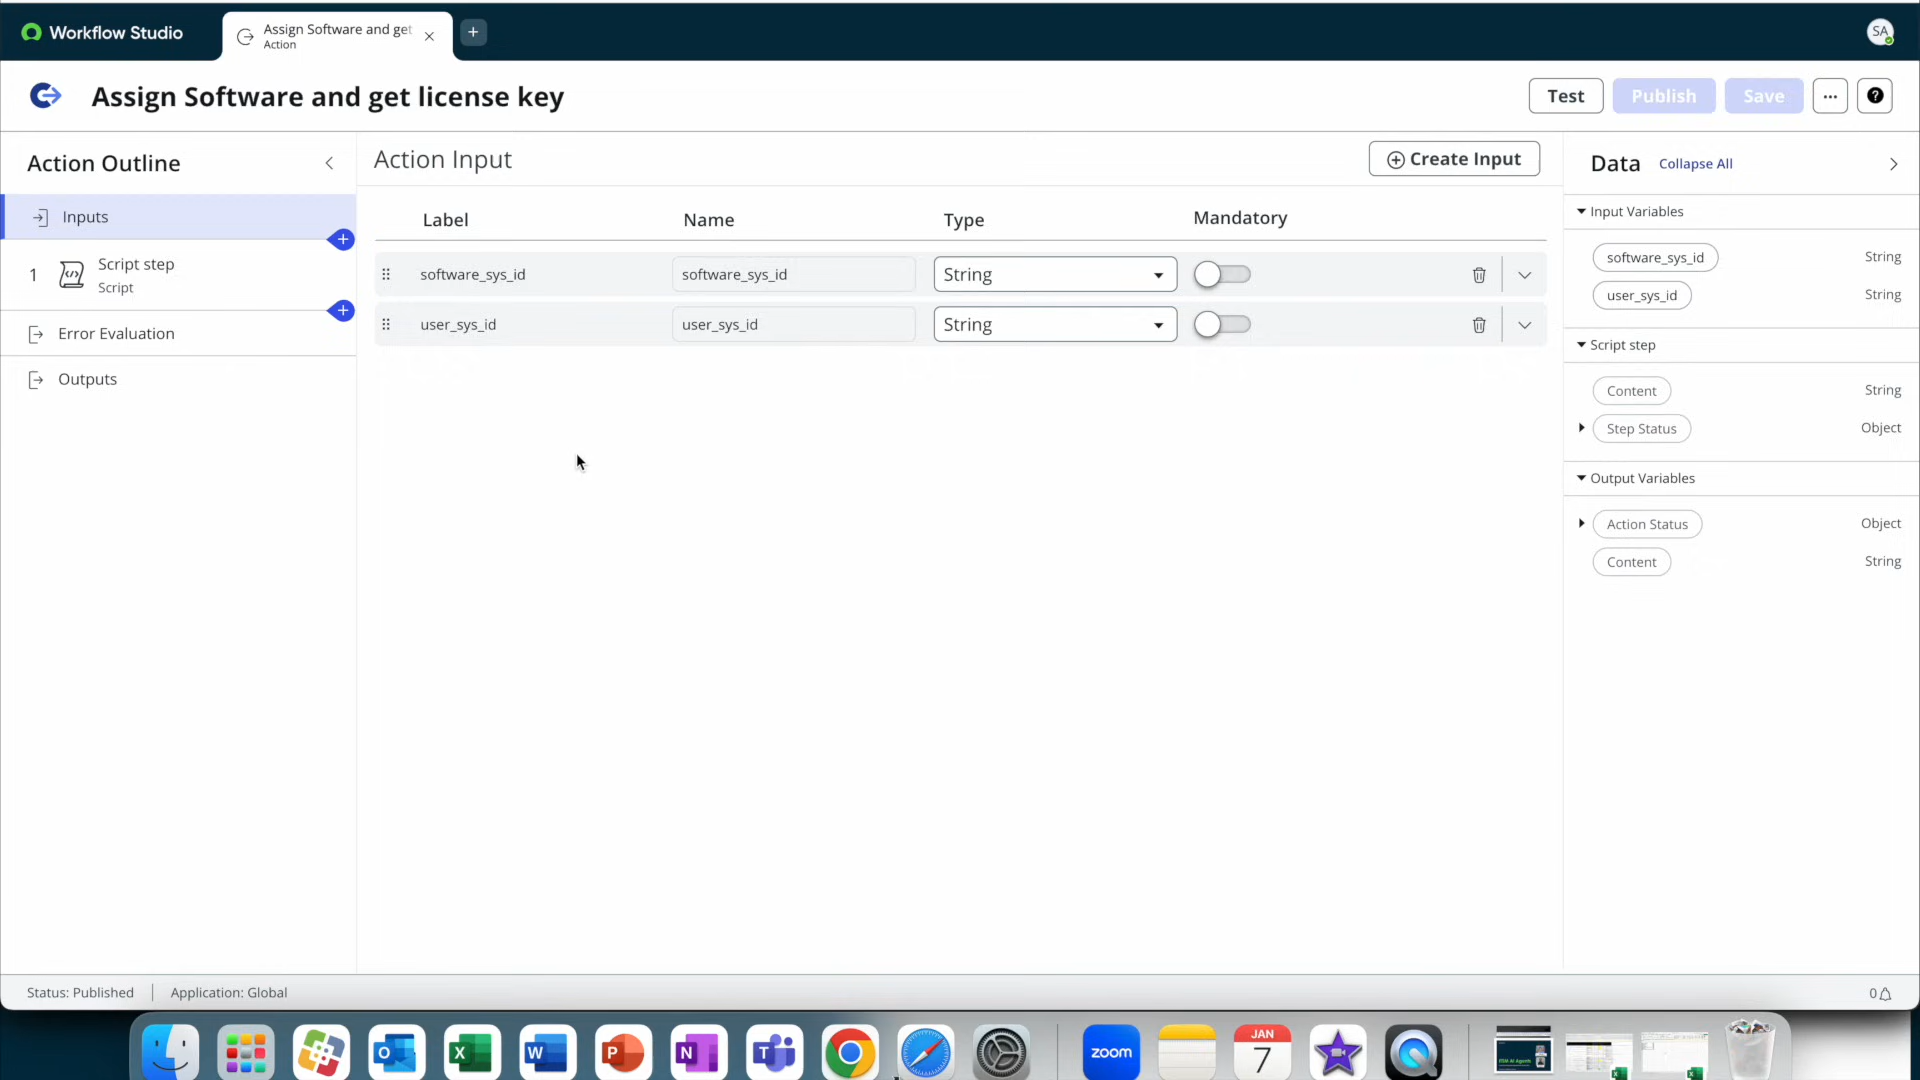 Workflow Studio
Assign Software and get
Action
SA
Assign Software and get license key
Test
Publish
Save
Action Outline
Inputs
1
Script step
Script
Error Evaluation
Outputs
Action Input
Create Input
Label
Name
Type
Mandatory
software_sys_id
software_sys_id
String
user_sys_id
user_sys_id
String
Data
Collapse All
Input Variables
software_sys_id
String
user_sys_id
String
Script step
Content
String
Step Status
Object
Output Variables
Action Status
Object
Content
String
Status: Published
Application: Global
0
zoom
JAN
7